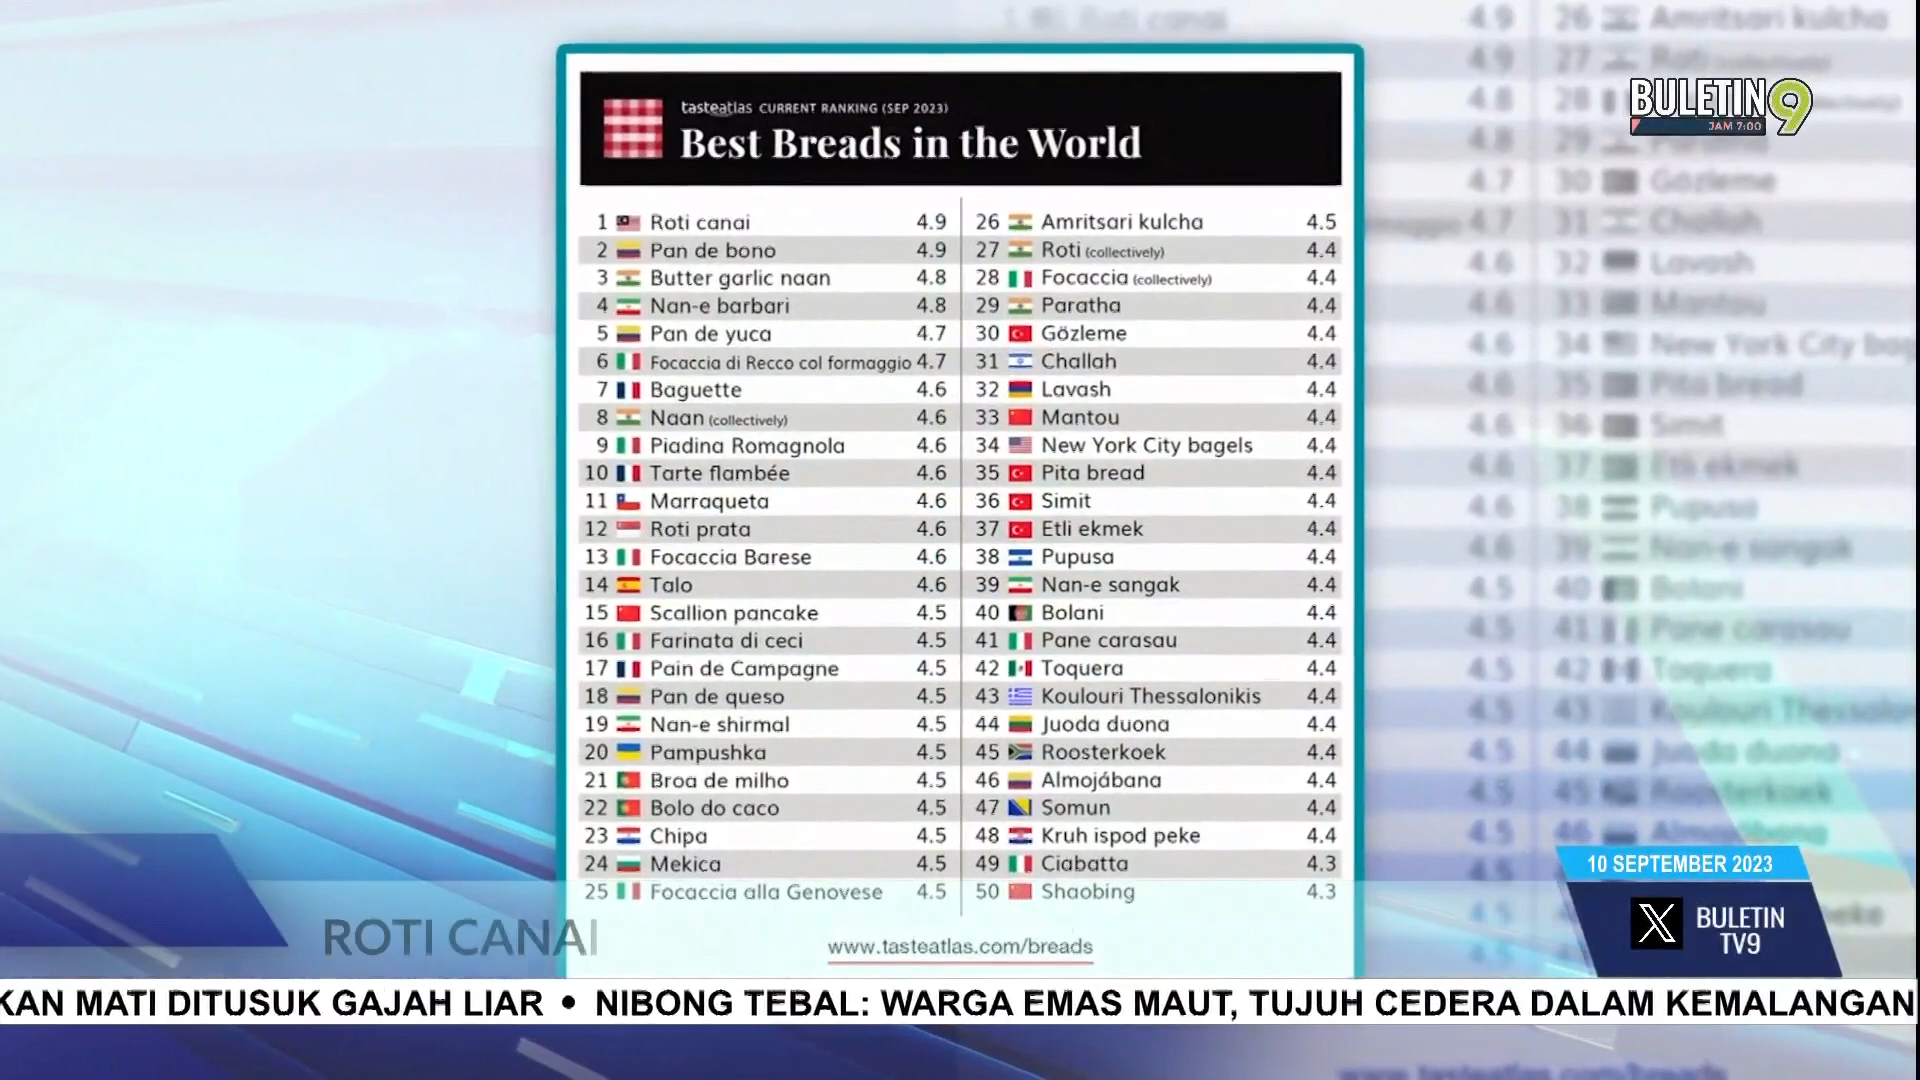 tasteatlas CURRENT RANKING (SEP 2023)
Best Breads in the World
BULETIN 9
JAM 7:00
1 Roti canai 4.9
2 Pan de bono 4.9
3 Butter garlic naan 4.8
4 Nan-e barbari 4.8
5 Pan de yuca 4.7
6 Focaccia di Recco col formaggio 4.7
7 Baguette 4.6
8 Naan (collectively) 4.6
9 Piadina Romagnola 4.6
10 Tarte flambée 4.6
11 Marraqueta 4.6
12 Roti prata 4.6
13 Focaccia Barese 4.6
14 Talo 4.6
15 Scallion pancake 4.5
16 Farinata di ceci 4.5
17 Pain de Campagne 4.5
18 Pan de queso 4.5
19 Nan-e shirmal 4.5
20 Pampushka 4.5
21 Broa de milho 4.5
22 Bolo do caco 4.5
23 Chipa 4.5
24 Mekica 4.5
25 Focaccia alla Genovese 4.5
26 Amritsari kulcha 4.5
27 Roti (collectively) 4.4
28 Focaccia (collectively) 4.4
29 Paratha 4.4
30 Gözleme 4.4
31 Challah 4.4
32 Lavash 4.4
33 Mantou 4.4
34 New York City bagels 4.4
35 Pita bread 4.4
36 Simit 4.4
37 Etli ekmek 4.4
38 Pupusa 4.4
39 Nan-e sangak 4.4
40 Bolani 4.4
41 Pane carasau 4.4
42 Toquera 4.4
43 Koulouri Thessalonikis 4.4
44 Juoda duona 4.4
45 Roosterkoek 4.4
46 Almojábana 4.4
47 Somun 4.4
48 Kruh ispod peke 4.4
49 Ciabatta 4.3
50 Shaobing 4.3
www.tasteatlas.com/breads
ROTI CANAI
10 SEPTEMBER 2023
X BULETIN
TV9
KAN MATI DITUSUK GAJAH LIAR • NIBONG TEBAL: WARGA EMAS MAUT, TUJUH CEDERA DALAM KEMALANGAN